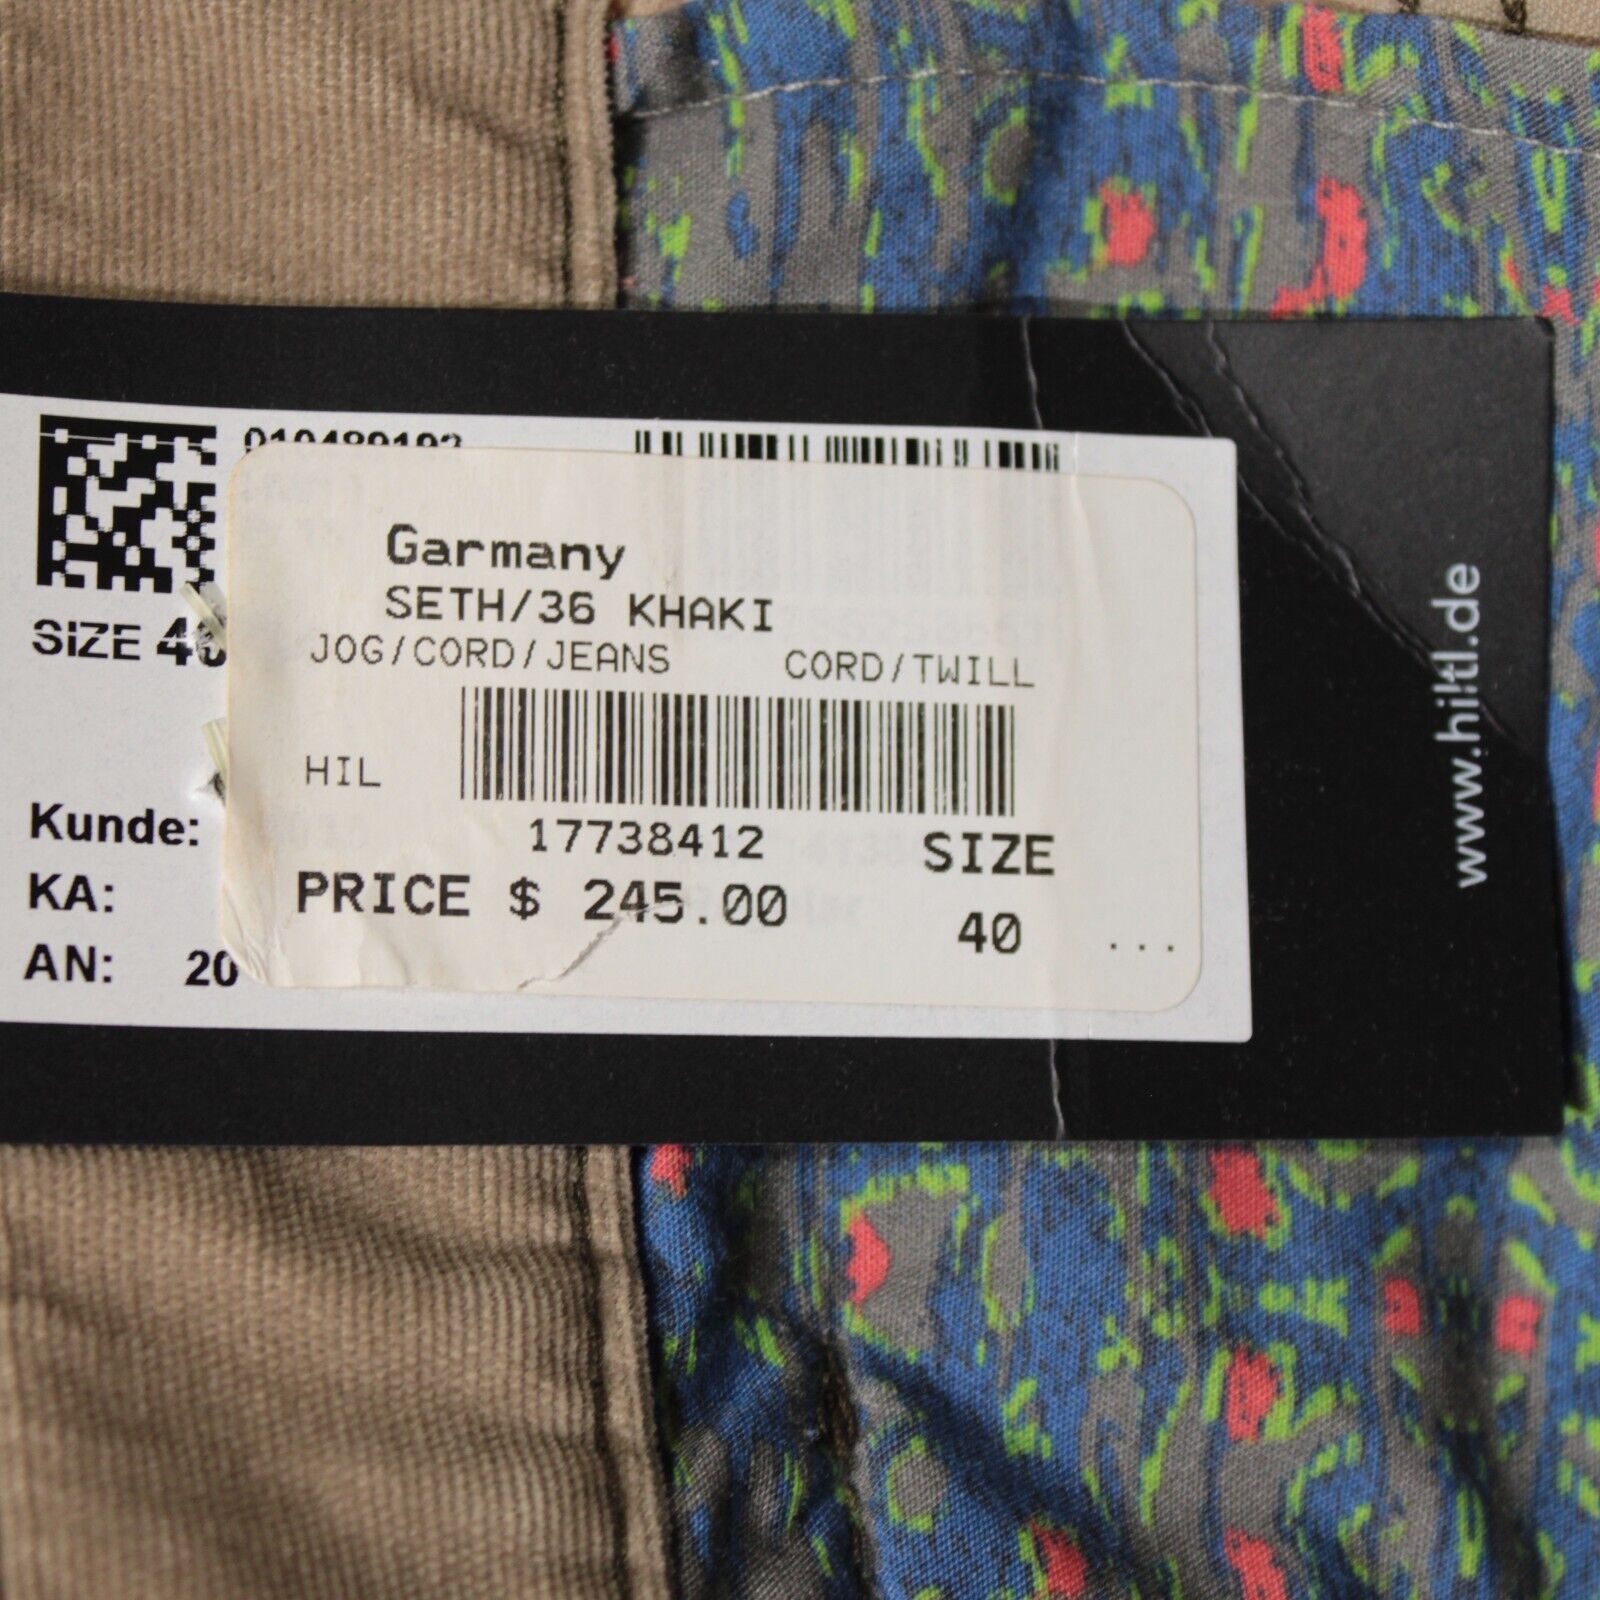 SIZE 40
Garmany
SETH/36 KHAKI
JOG/CORD/JEANS CORD/TWILL
HIL
17738412
SIZE
PRICE $ 245.00
40
...
Kunde:
KA:
AN: 20
www.hiltl.de